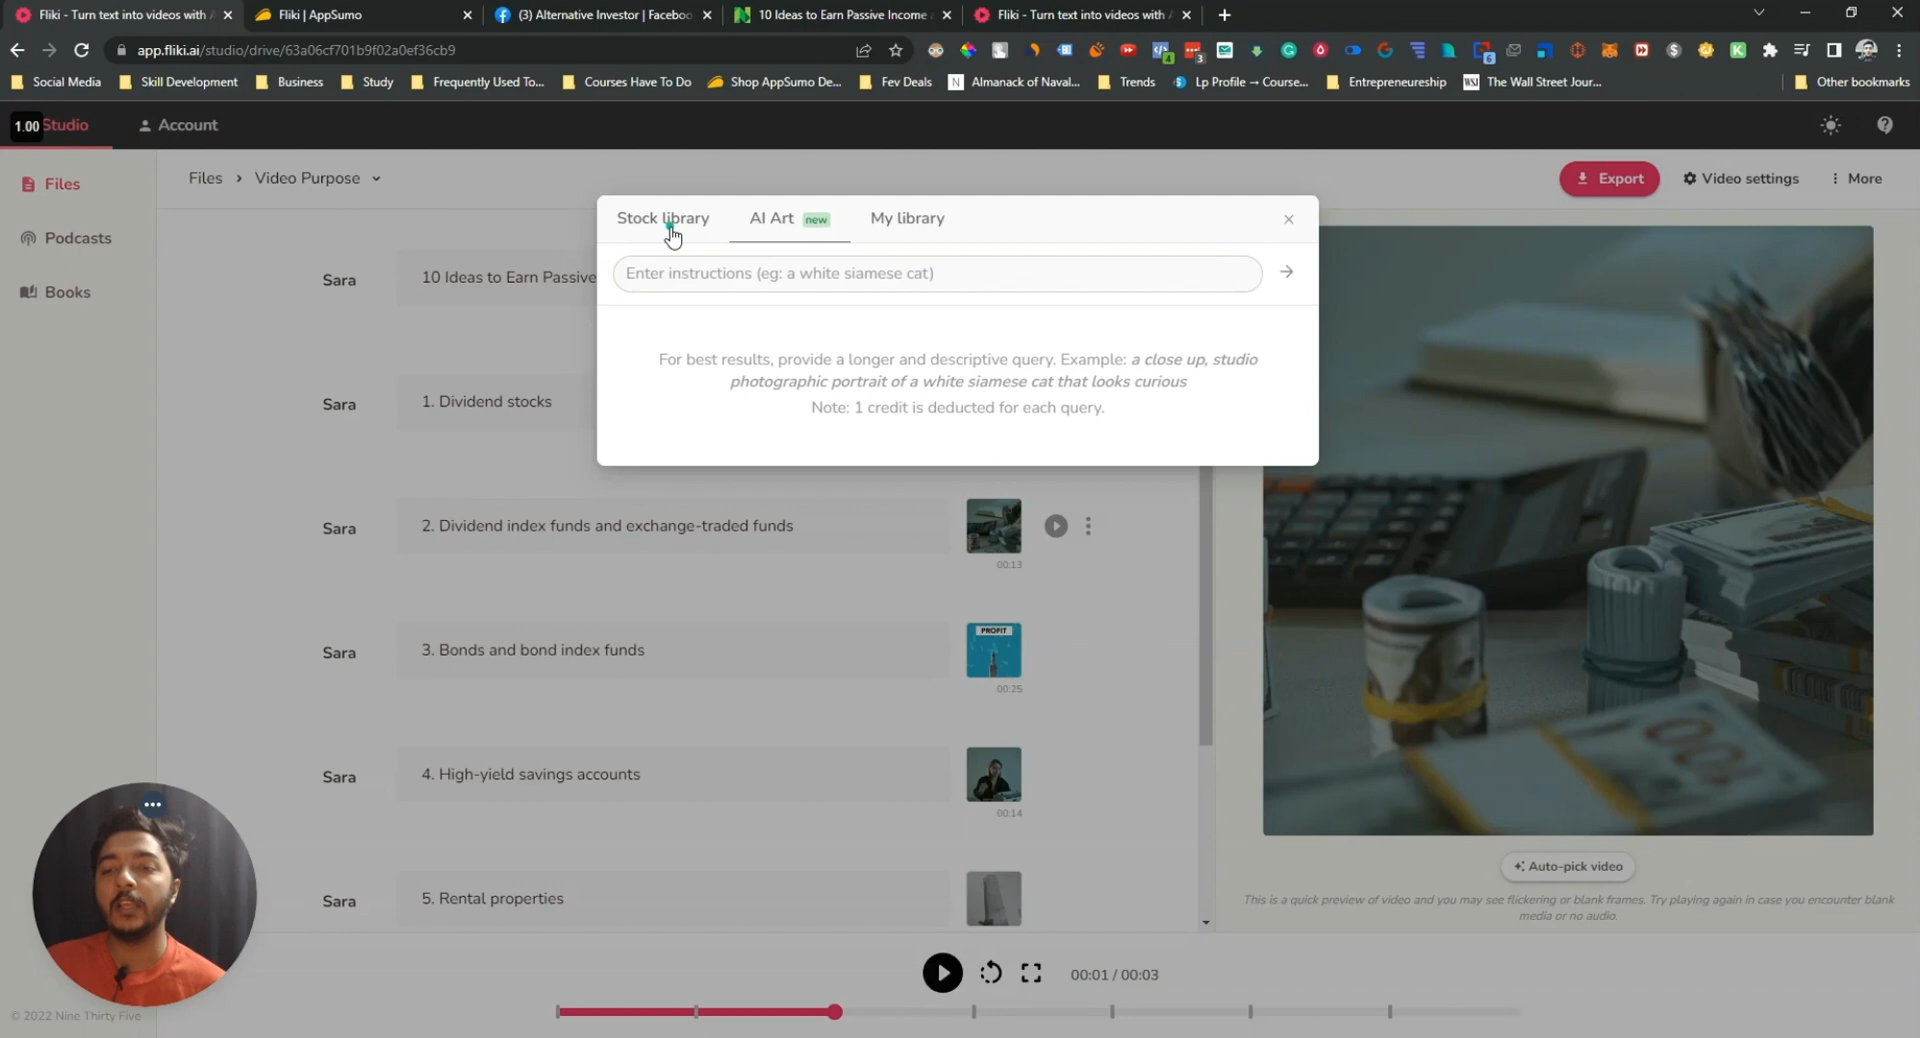 Fliki - Turn text into videos with
Fliki | AppSumo
(3) Alternative Investor | Faceboo
10 Ideas to Earn Passive Income
Fliki - Turn text into videos with
app.fliki.ai/studio/drive/63a06cf701b9f02a0ef36cb9
Social Media
Skill Development
Business
Study
Frequently Used To...
Courses Have To Do
Shop AppSumo De...
Fev Deals
Almanack of Naval...
Trends
Lp Profile → Course...
Entrepreneureship
WSJ
The Wall Street Jour...
Other bookmarks
1.00
Studio
Account
Files
Podcasts
Books
Files > Video Purpose
Export
Video settings
More
Stock library
AI Art new
My library
Enter instructions (eg: a white siamese cat)
For best results, provide a longer and descriptive query. Example: a close up, studio
photographic portrait of a white siamese cat that looks curious
Note: 1 credit is deducted for each query.
Sara
10 Ideas to Earn Passive
Sara
1. Dividend stocks
Sara
2. Dividend index funds and exchange-traded funds
00:13
Sara
3. Bonds and bond index funds
PROFIT
00:25
Sara
4. High-yield savings accounts
00:14
Sara
5. Rental properties
Auto-pick video
This is a quick preview of video and you may see flickering or blank frames. Try playing again in case you encounter blank
media or no audio.
00:01 / 00:03
© 2022 Nine Thirty Five